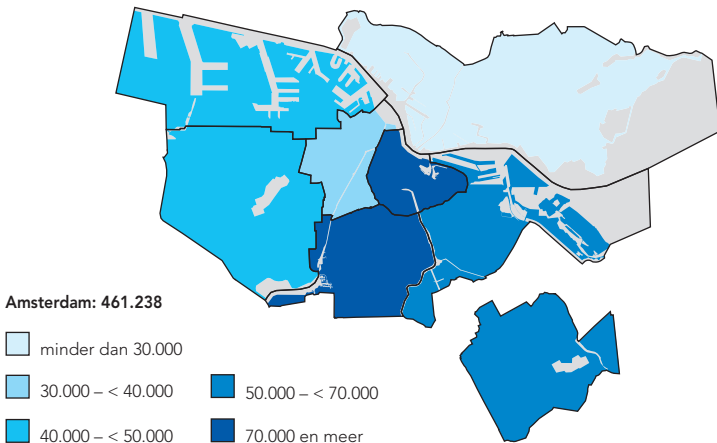 Amsterdam: 461.238
minder dan 30.000
30.000 – < 40.000
40.000 – < 50.000
50.000 – < 70.000
70.000 en meer